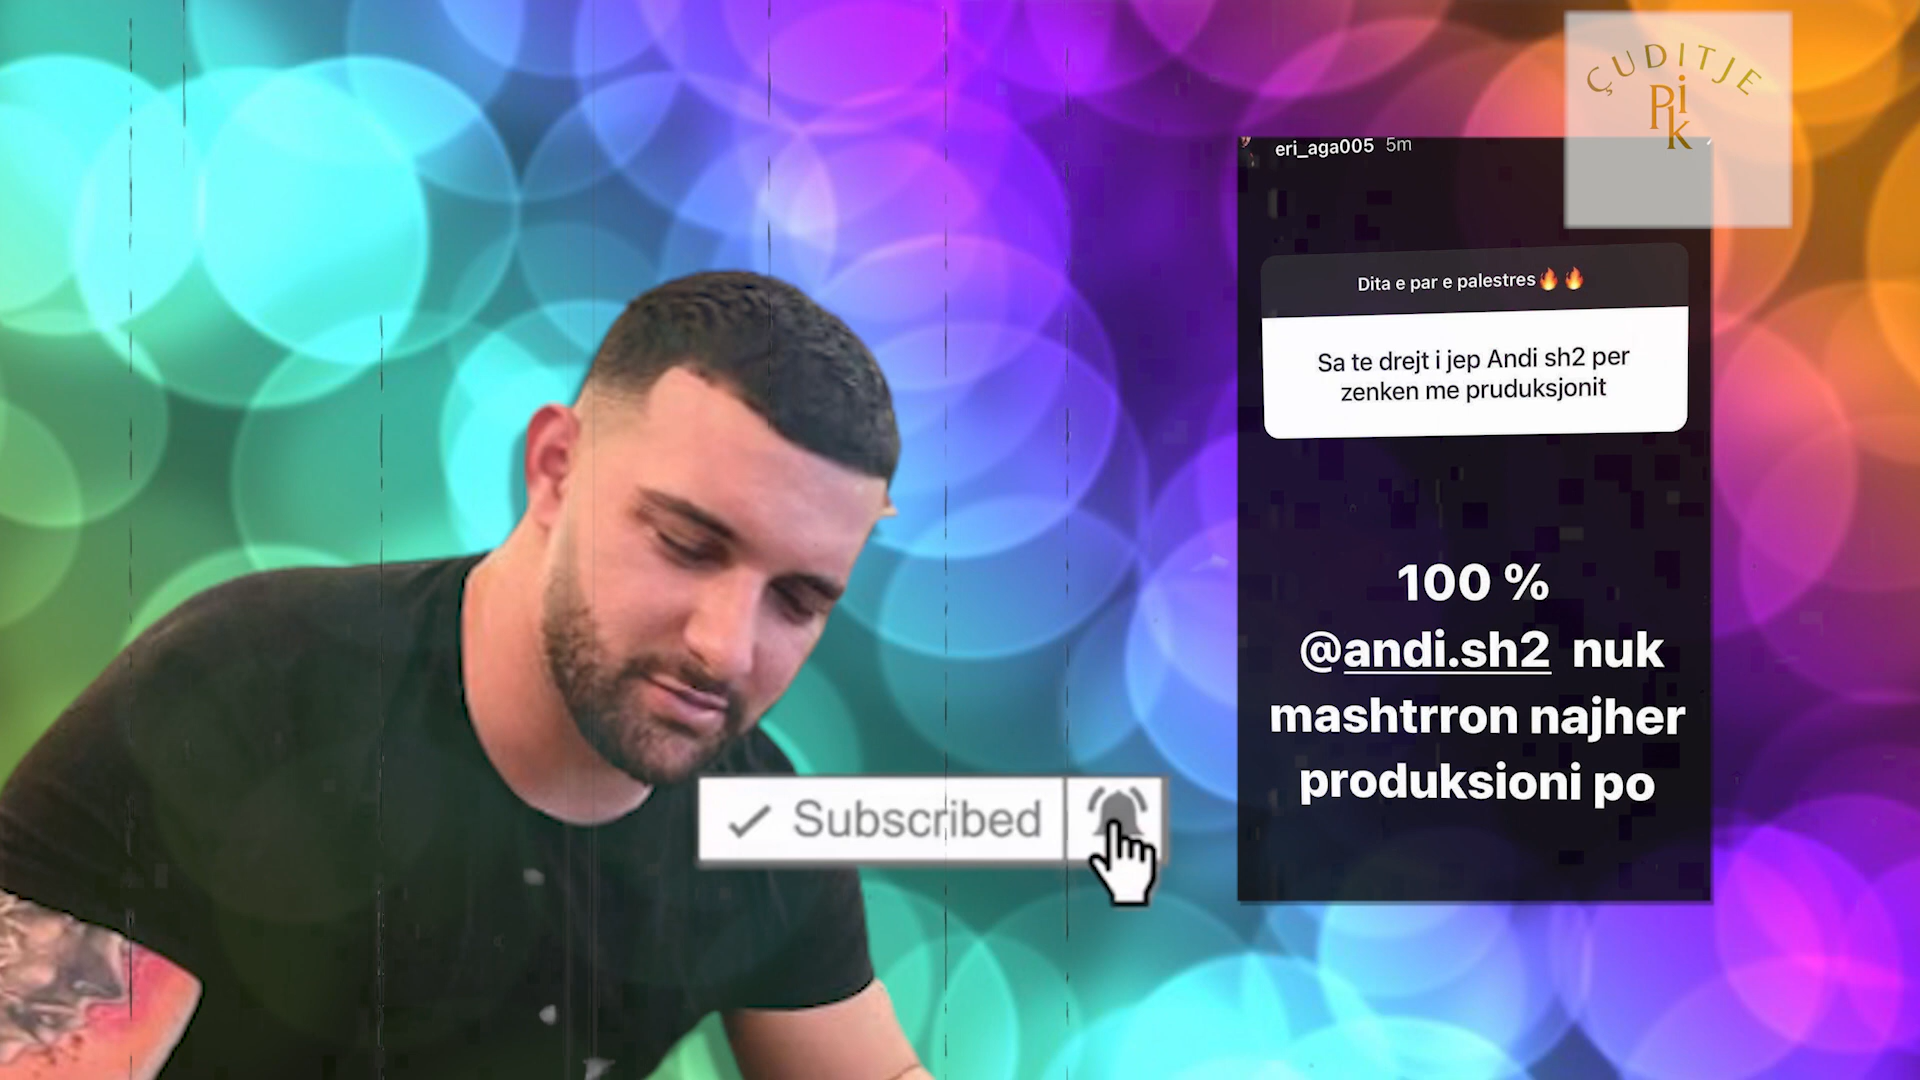 ÇUDITJE
PiK
eri_aga005 5m
Dita e par e palestres🔥🔥
Sa te drejt i jep Andi sh2 per
zenken me pruduksjonit
100 %
@andi.sh2 nuk
mashtrron najher
produksioni po
Subscribed